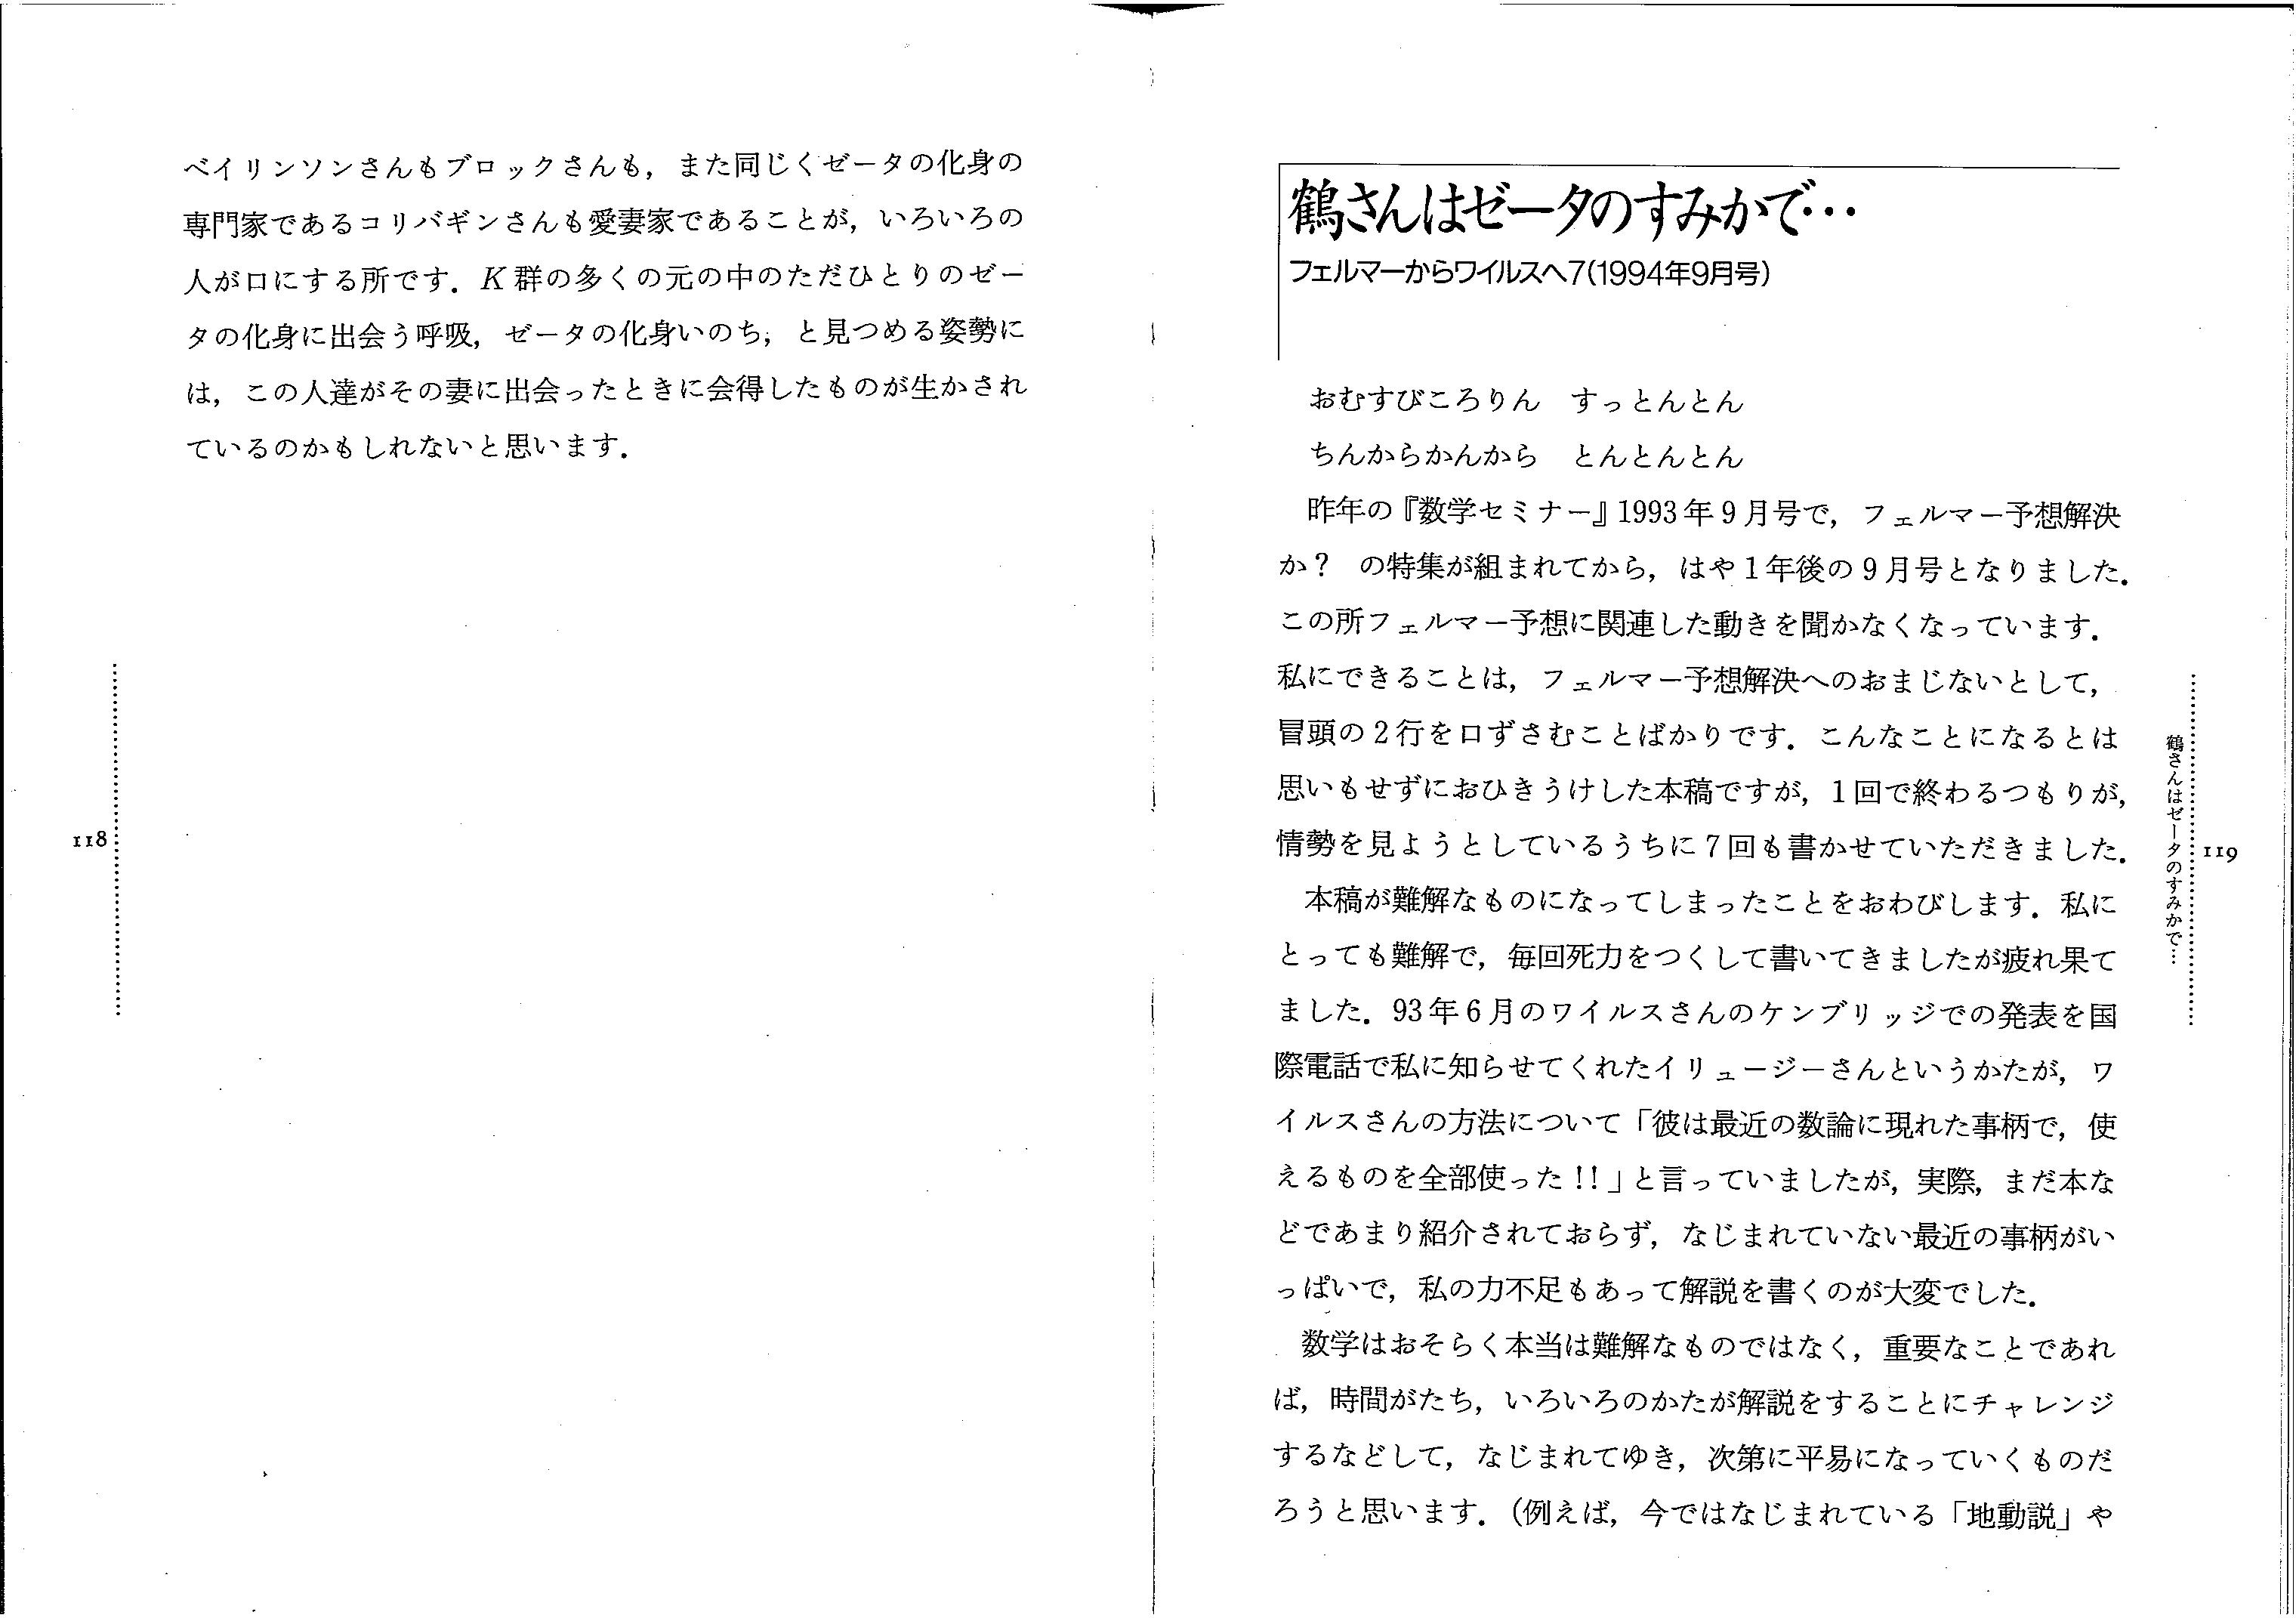 ベイリンソンさんもブロックさんも，また同じくゼータの化身の
専門家であるコリバギンさんも愛妻家であることが，いろいろの
人が口にする所です．K 群の多くの元の中のただひとりのゼー
タの化身に出会う呼吸，ゼータの化身いのち，と見つめる姿勢に
は，この人達がその妻に出会ったときに会得したものが生かされ
ているのかもしれないと思います．
118
鶴さんはゼータのすみかで…
フェルマーからワイルスへ7(1994年9月号)
おむすびころりん　すっとんとん
ちんからかんから　とんとんとん
昨年の『数学セミナー』1993年9月号で，フェルマー予想解決
か？　の特集が組まれてから，はや1年後の9月号となりました．
この所フェルマー予想に関連した動きを聞かなくなっています．
私にできることは，フェルマー予想解決へのおまじないとして，
冒頭の2行を口ずさむことばかりです．こんなことになるとは
思いもせずにおひきうけした本稿ですが，1回で終わるつもりが，
情勢を見ようとしているうちに7回も書かせていただきました．
本稿が難解なものになってしまったことをおわびします．私に
とっても難解で，毎回死力をつくして書いてきましたが疲れ果て
ました．93年6月のワイルスさんのケンブリッジでの発表を国
際電話で私に知らせてくれたイリュージーさんというかたが，ワ
イルスさんの方法について「彼は最近の数論に現れた事柄で，使
えるものを全部使った!!」と言っていましたが，実際，まだ本な
どであまり紹介されておらず，なじまれていない最近の事柄がい
っぱいで，私の力不足もあって解説を書くのが大変でした．
数学はおそらく本当は難解なものではなく，重要なことであれ
ば，時間がたち，いろいろのかたが解説をすることにチャレンジ
するなどして，なじまれてゆき，次第に平易になっていくものだ
ろうと思います．（例えば，今ではなじまれている「地動説」や
鶴さんはゼータのすみかで…
119